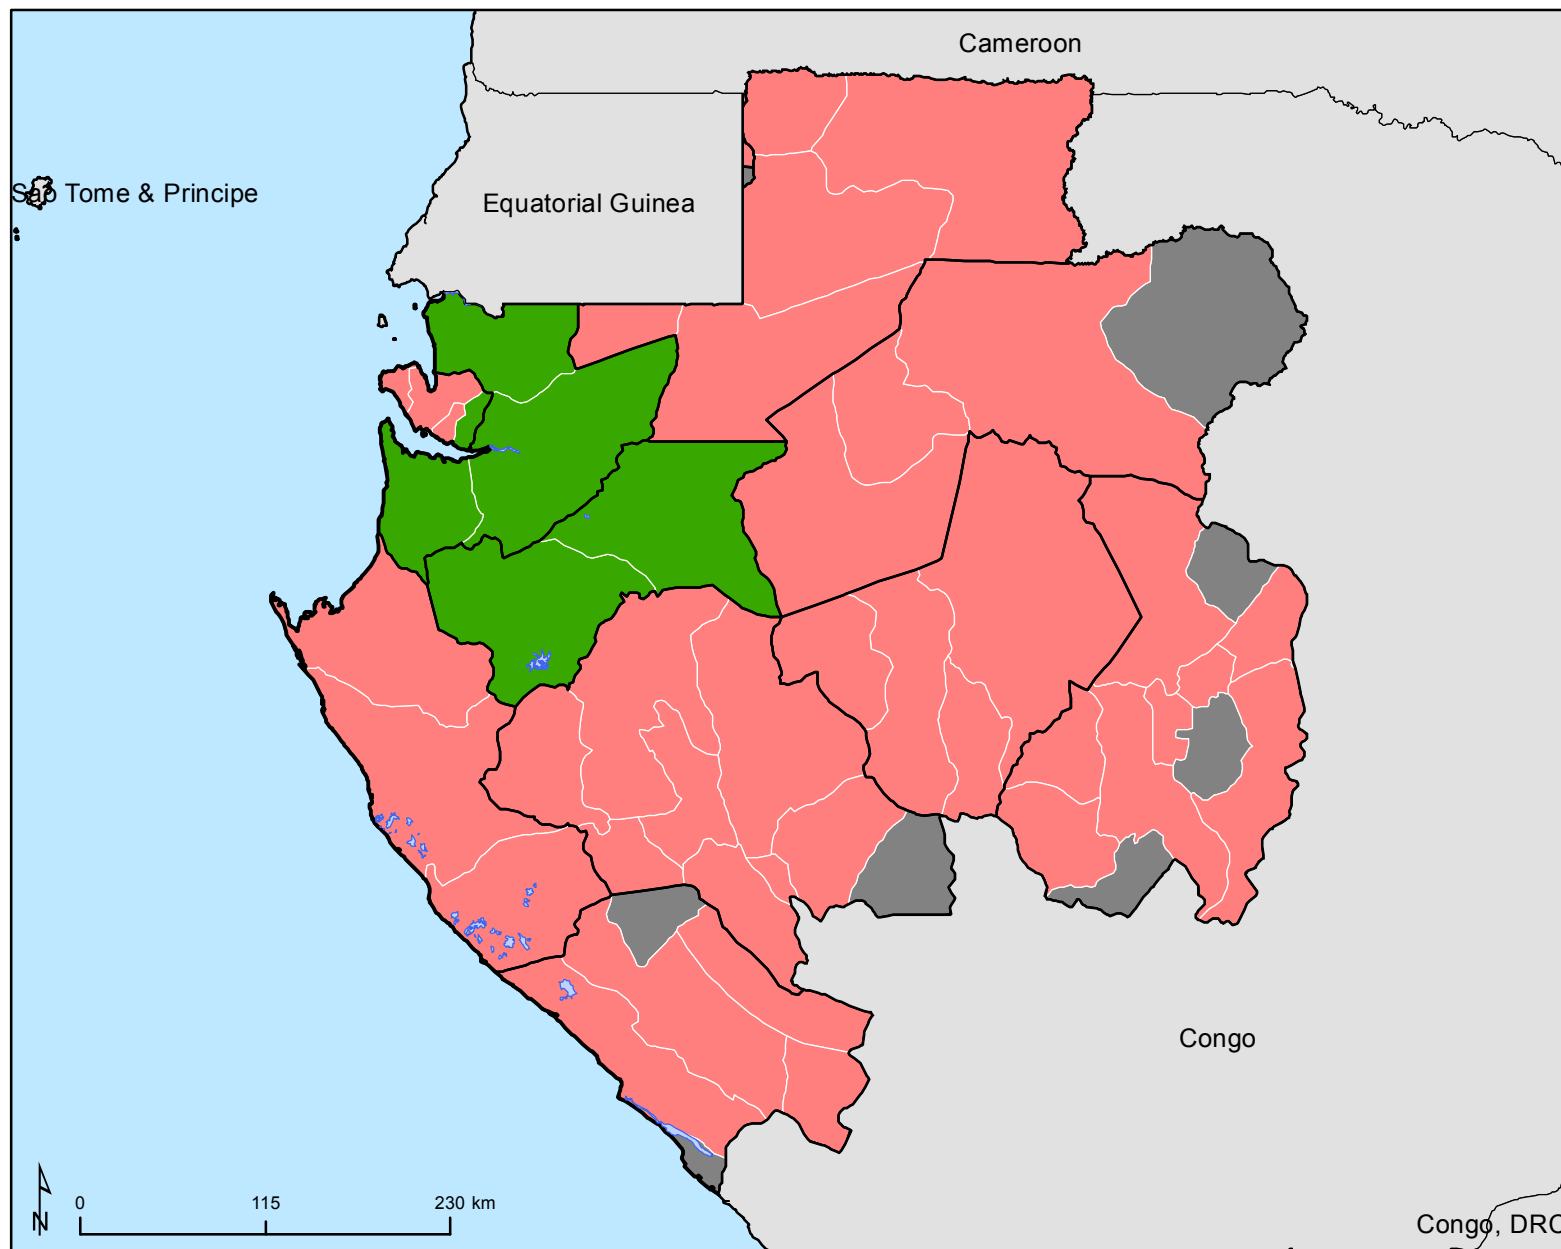 Cameroon
Sao Tome & Principe
Equatorial Guinea
Congo
N
0 115 230 km
Congo, DRC